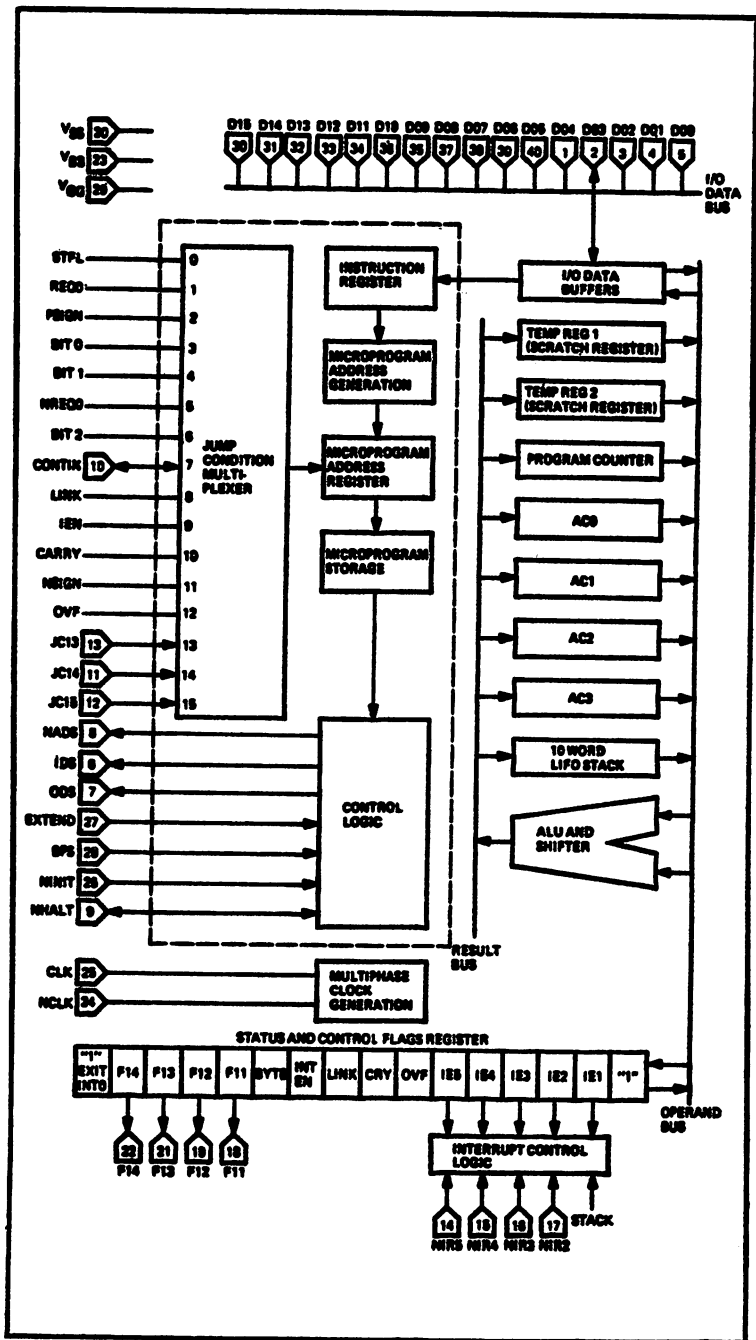 D15 D14 D13 D12 D11 D10 D09 D08 D07 D06 D05 D04 D03 D02 D01 D00
30 31 32 33 34 35 37 38 39 40 1 2 3 4 5
VSS 20
VSS 23
VGG 29
I/O
DATA
BUS
STFL 0
REQ0 1
PSIGN 2
BIT 0 3
BIT 1 4
NREQ0 5
BIT 2 6
CONTIN 10 7
LINK 8
IEN 9
CARRY 10
NSIGN 11
OVF 12
JC13 13 13
JC14 11 14
JC15 12 15
JUMP
CONDITION
MULTI-
PLEXER
INSTRUCTION
REGISTER
MICROPROGRAM
ADDRESS
GENERATION
MICROPROGRAM
ADDRESS
REGISTER
MICROPROGRAM
STORAGE
I/O DATA
BUFFERS
TEMP REG 1
(SCRATCH REGISTER)
TEMP REG 2
(SCRATCH REGISTER)
PROGRAM COUNTER
AC0
AC1
AC2
AC3
10 WORD
LIFO STACK
ALU AND
SHIFTER
NADS 8
IDS 6
ODS 7
EXTEND 27
BPS 28
NINIT 26
NHALT 9
CONTROL
LOGIC
RESULT
BUS
CLK 25
NCLK 24
MULTIPHASE
CLOCK
GENERATION
STATUS AND CONTROL FLAGS REGISTER
"1"
EXIT
INTO
F14 F13 F12 F11 BYTE INT
EN LINK CRY OVF IE5 IE4 IE3 IE2 IE1 "1"
OPERAND
BUS
22 21 19 18
F14 F13 F12 F11
INTERRUPT CONTROL
LOGIC
14 15 16 17 STACK
NIR5 NIR4 NIR3 NIR2